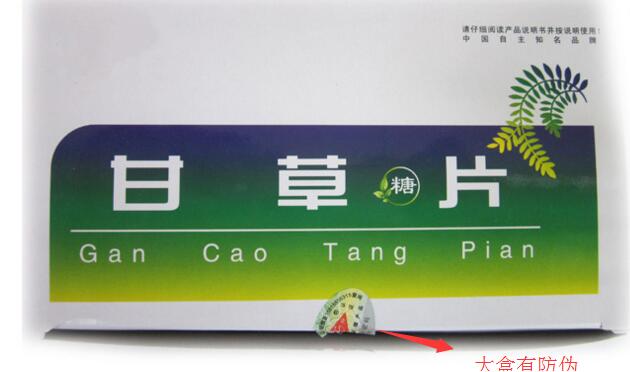 请仔细阅读产品说明书并按说明使用!
中国自主知名品牌
甘草糖片
Gan Cao Tang Pian
大盒有防伪